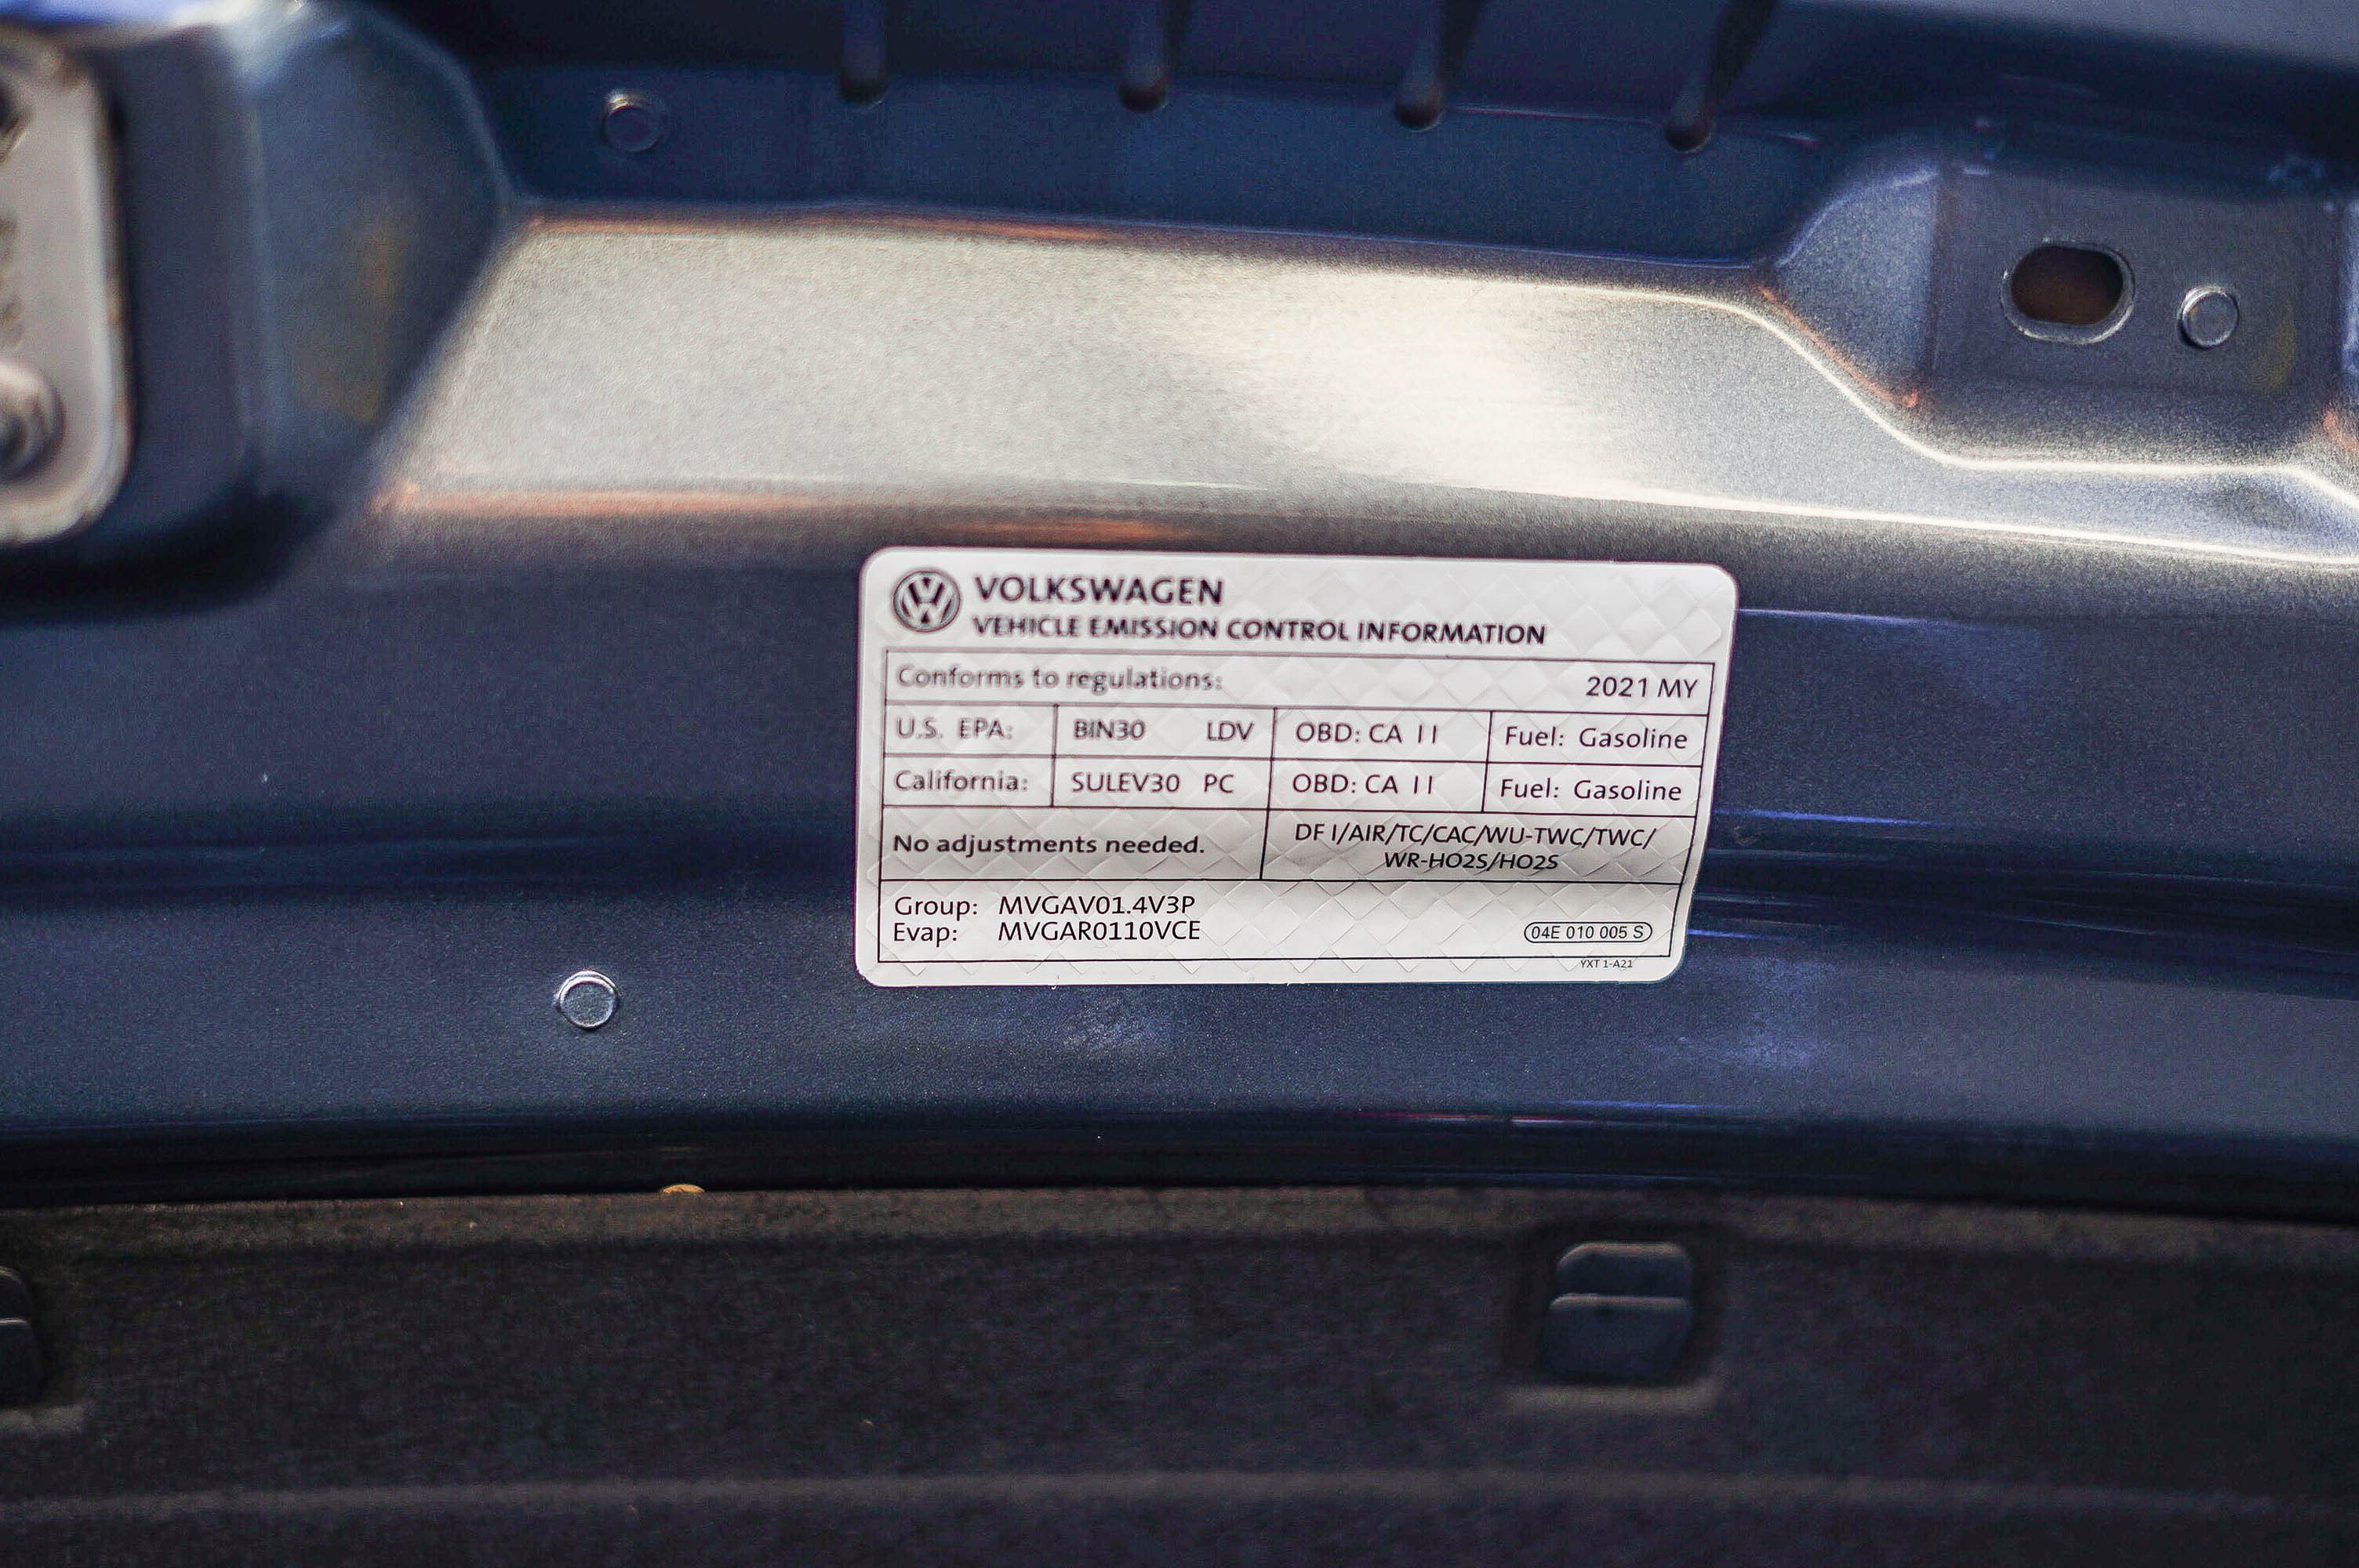 VOLKSWAGEN
VEHICLE EMISSION CONTROL INFORMATION
Conforms to regulations: 2021 MY
U.S. EPA: BIN30 LDV OBD: CA II Fuel: Gasoline
California: SULEV30 PC OBD: CA II Fuel: Gasoline
No adjustments needed. DFI/AIR/TC/CAC/WU-TWC/TWC/
WR-HO2S/HO2S
Group: MVGAV01.4V3P
Evap: MVGAR0110VCE
04E 010 005 S
YXT 1-A21